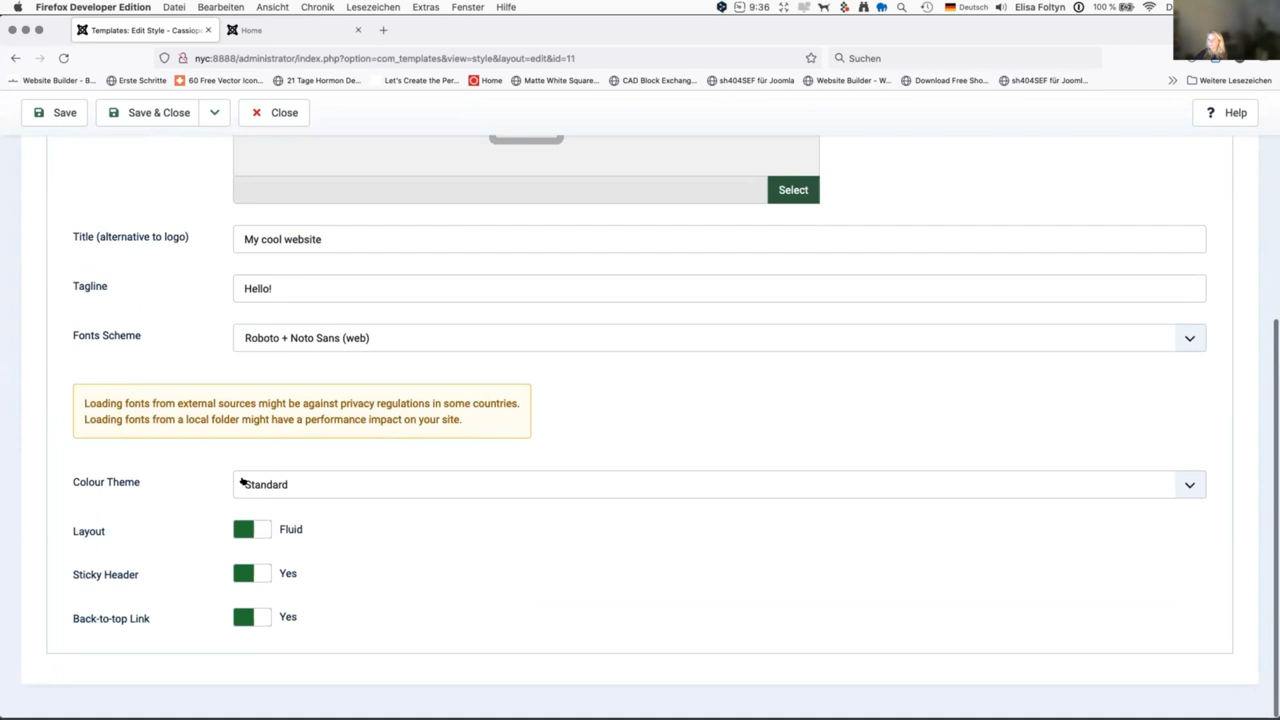 Firefox Developer Edition Datei Bearbeiten Ansicht Chronik Lesezeichen Extras Fenster Hilfe 9:36 Deutsch Elisa Foltyn 100 %
Templates: Edit Style - Cassiop Home
nyc:8888/administrator/index.php?option=com_templates&view=style&layout=edit&id=11 Suchen
Website Builder - B... Erste Schritte 60 Free Vector Icon... 21 Tage Hormon De... Let's Create the Per... Home Matte White Square... CAD Block Exchang... sh404SEF für Joomla Website Builder - W... Download Free Sho... sh404SEF für Jooml... Weitere Lesezeichen
Save Save & Close Close Help
Select
Title (alternative to logo) My cool website
Tagline Hello!
Fonts Scheme Roboto + Noto Sans (web)
Loading fonts from external sources might be against privacy regulations in some countries.
Loading fonts from a local folder might have a performance impact on your site.
Colour Theme Standard
Layout Fluid
Sticky Header Yes
Back-to-top Link Yes